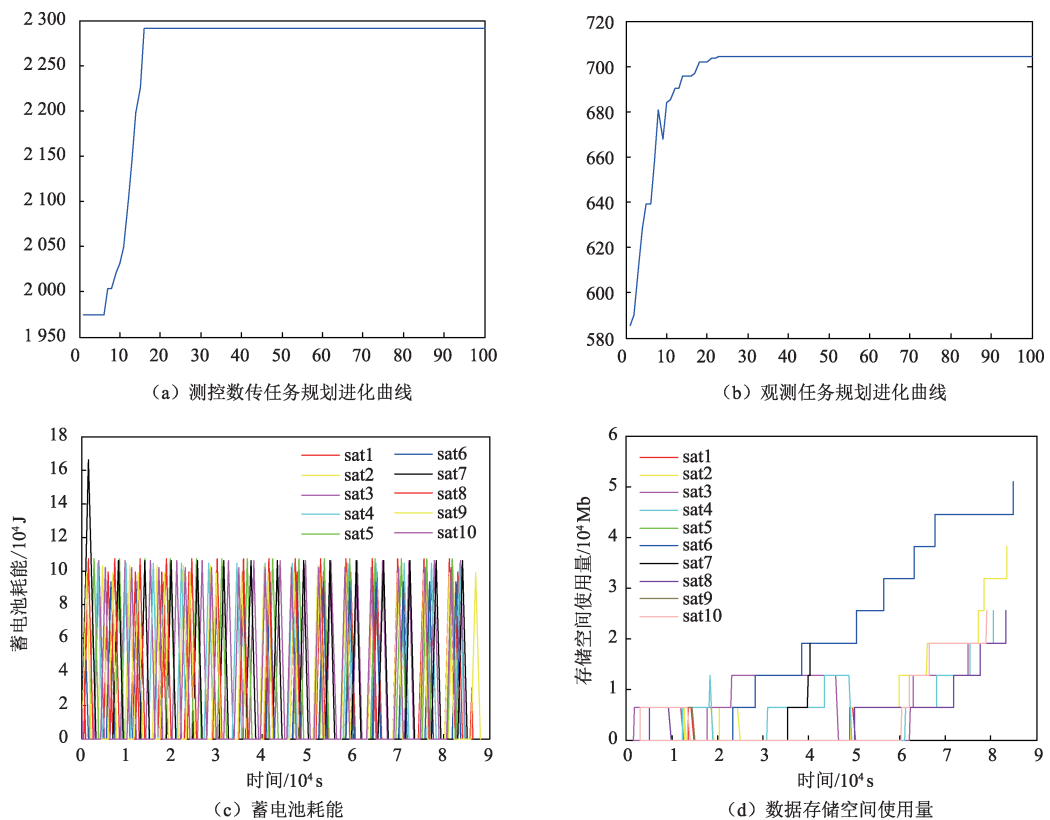 2 300
2 250
2 200
2 150
2 100
2 050
2 000
1 950
0 10 20 30 40 50 60 70 80 90 100
(a) 测控数传任务规划进化曲线
720
700
680
660
640
620
600
580
0 10 20 30 40 50 60 70 80 90 100
(b) 观测任务规划进化曲线
18
16
14
12
10
8
6
4
2
0
蓄电池耗能/10⁴J
sat1 sat6
sat2 sat7
sat3 sat8
sat4 sat9
sat5 sat10
0 1 2 3 4 5 6 7 8 9
时间/10⁴s
(c) 蓄电池耗能
6
5
4
3
2
1
0
存储空间使用量/10⁴Mb
sat1
sat2
sat3
sat4
sat5
sat6
sat7
sat8
sat9
sat10
0 1 2 3 4 5 6 7 8 9
时间/10⁴s
(d) 数据存储空间使用量